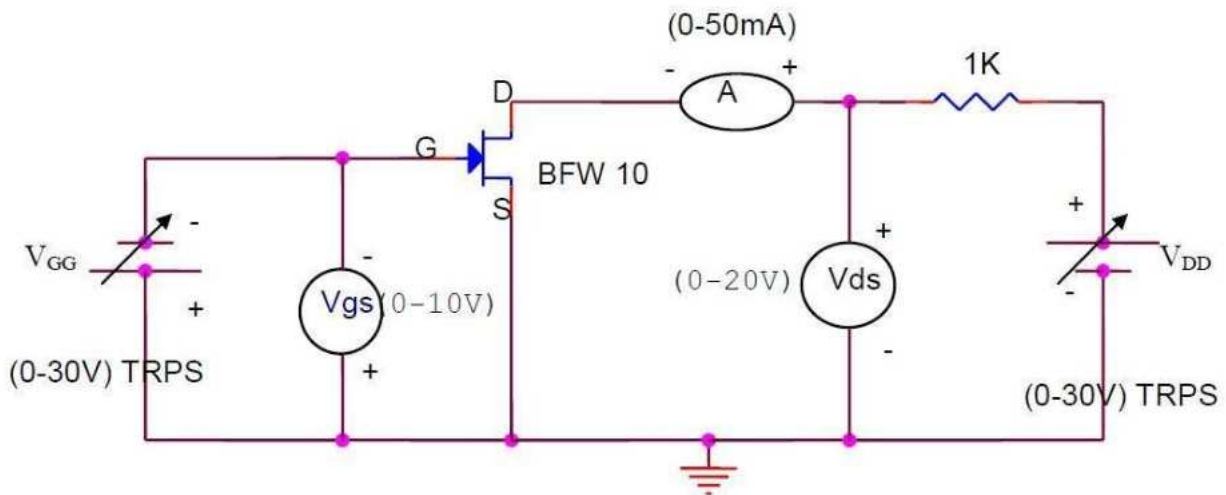 (0-50mA)
- +
1K
D
A
G
BFW 10
S
+
-
V_GG
-
+
Vgs(0-10V)
+
(0-20V)
Vds
-
+
V_DD
-
+
(0-30V) TRPS
(0-30V) TRPS